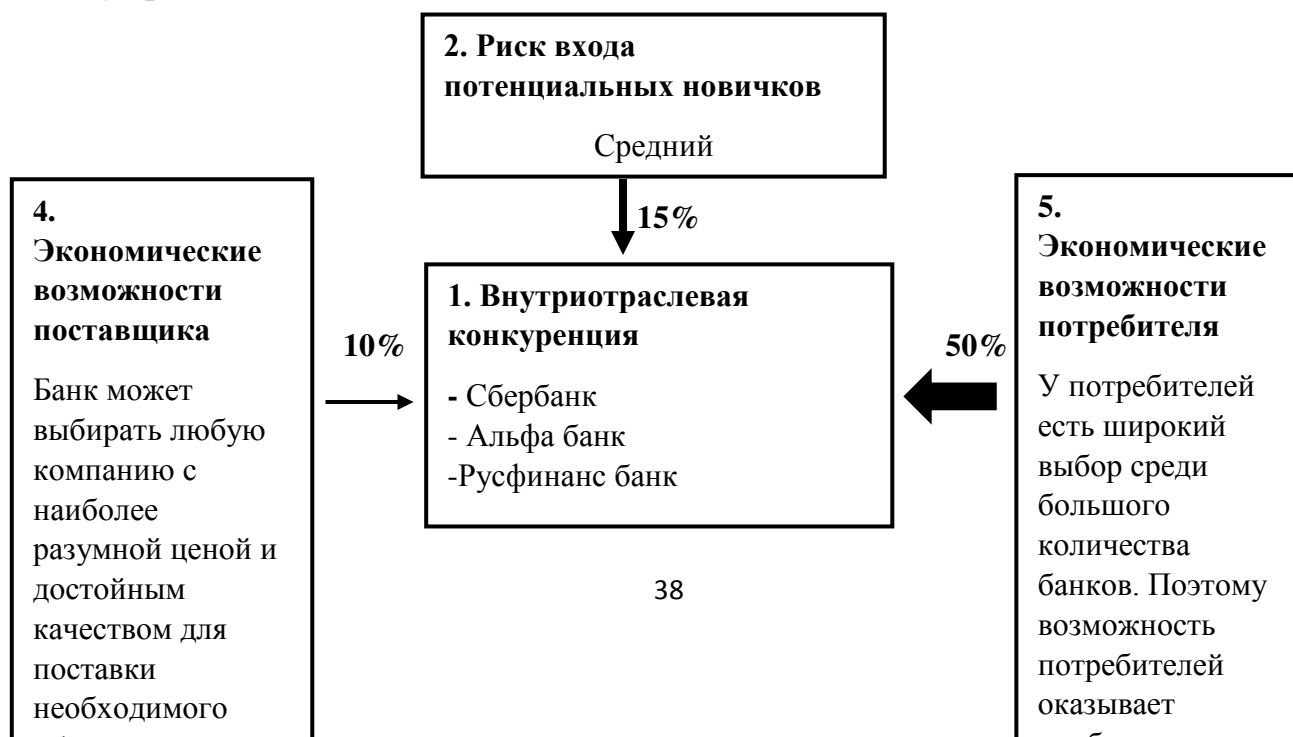 2. Риск входа
потенциальных новичков
Средний
15%
4.
Экономические
возможности
поставщика
Банк может
выбирать любую
компанию с
наиболее
разумной ценой и
достойным
качеством для
поставки
необходимого
10%
1. Внутриотраслевая
конкуренция
- Сбербанк
- Альфа банк
-Русфинанс банк
50%
5.
Экономические
возможности
потребителя
У потребителей
есть широкий
выбор среди
большого
количества
банков. Поэтому
возможность
потребителей
оказывает
38